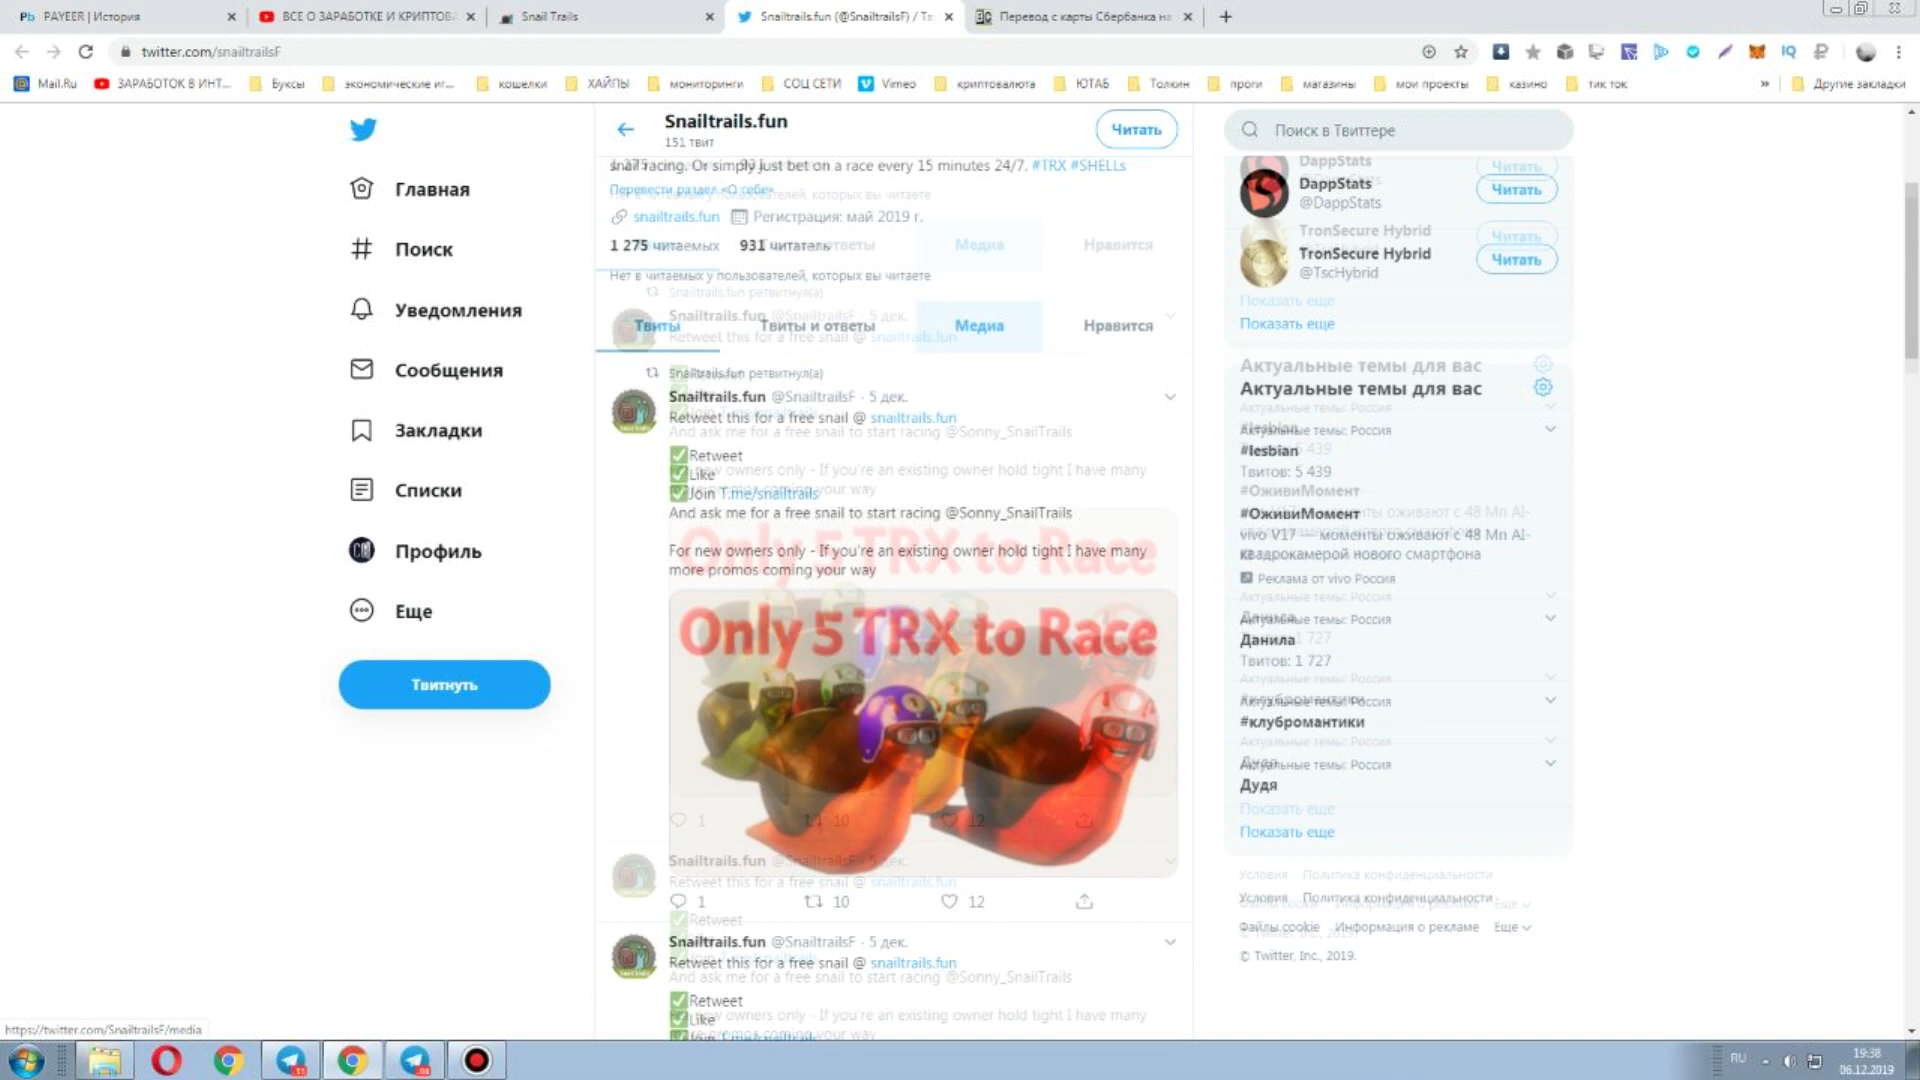 PAYEER | История
ВСЕ О ЗАРАБОТКЕ И КРИПТОВ
Snail Trails
Snailtrails.fun (@SnailtrailsF) / Тв
Перевод с карты Сбербанка на
twitter.com/snailtrailsF
Mail.Ru
ЗАРАБОТОК В ИНТ...
Буксы
экономические иг...
кошелки
ХАЙПЫ
мониторинги
СОЦ СЕТИ
Vimeo
криптовалюта
ЮТАБ
Толкин
проги
магазины
мои проекты
казино
тик ток
Другие закладки
Главная
Поиск
Уведомления
Сообщения
Закладки
Списки
Профиль
Еще
Твитнуть
Snailtrails.fun
151 твит
Читать
snail racing. Or simply just bet on a race every 15 minutes 24/7. #TRX #SHELLs
Перевести раздел «О себе»
snailtrails.fun Регистрация: май 2019 г.
1 275 читаемых 931 читатель
Нет в читаемых у пользователей, которых вы читаете
Твиты
Твиты и ответы
Медиа
Нравится
Snailtrails.fun ретвитнул(а)
Snailtrails.fun @SnailtrailsF · 5 дек.
Retweet this for a free snail @ snailtrails.fun
✅Retweet
✅Like
✅Join T.me/snailtrails
And ask me for a free snail to start racing @Sonny_SnailTrails
For new owners only - If you're an existing owner hold tight I have many
more promos coming your way
Only 5 TRX to Race
1
10
12
Snailtrails.fun @SnailtrailsF · 5 дек.
Retweet this for a free snail @ snailtrails.fun
✅Retweet
✅Like
✅Join T.me/snailtrails
Поиск в Твиттере
DappStats
@DappStats
Читать
TronSecure Hybrid
@TscHybrid
Читать
Показать еще
Актуальные темы для вас
Актуальные темы: Россия
#lesbian
Твитов: 5 439
#ОживиМомент
vivo V17 — моменты оживают с 48 Мп AI-
квадрокамерой нового смартфона
Реклама от vivo Россия
Актуальные темы: Россия
Данила
Твитов: 1 727
Актуальные темы: Россия
#клубромантики
Актуальные темы: Россия
Дудя
Показать еще
Условия Политика конфиденциальности
Файлы cookie Информация о рекламе Еще
© Twitter, Inc., 2019.
https://twitter.com/SnailtrailsF/media
RU
19:38
06.12.2019